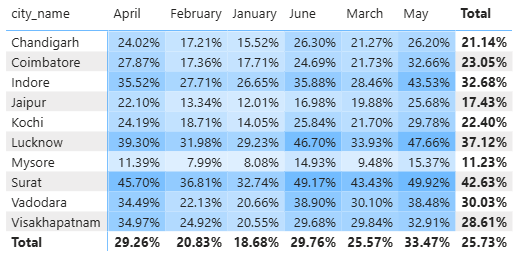 city_name April February January June March May Total
Chandigarh 24.02% 17.21% 15.52% 26.30% 21.27% 26.20% 21.14%
Coimbatore 27.87% 17.36% 17.71% 24.69% 21.73% 32.66% 23.05%
Indore 35.52% 27.71% 26.65% 35.88% 28.46% 43.53% 32.68%
Jaipur 22.10% 13.34% 12.01% 16.98% 19.88% 25.68% 17.43%
Kochi 24.19% 18.71% 14.05% 25.84% 21.70% 29.78% 22.40%
Lucknow 39.30% 31.98% 29.23% 46.70% 33.93% 47.66% 37.12%
Mysore 11.39% 7.99% 8.08% 14.93% 9.48% 15.37% 11.23%
Surat 45.70% 36.81% 32.74% 49.17% 43.43% 49.92% 42.63%
Vadodara 34.49% 22.13% 20.66% 38.90% 30.10% 38.48% 30.03%
Visakhapatnam 34.97% 24.92% 20.55% 29.68% 29.84% 32.91% 28.61%
Total 29.26% 20.83% 18.68% 29.76% 25.57% 33.47% 25.73%